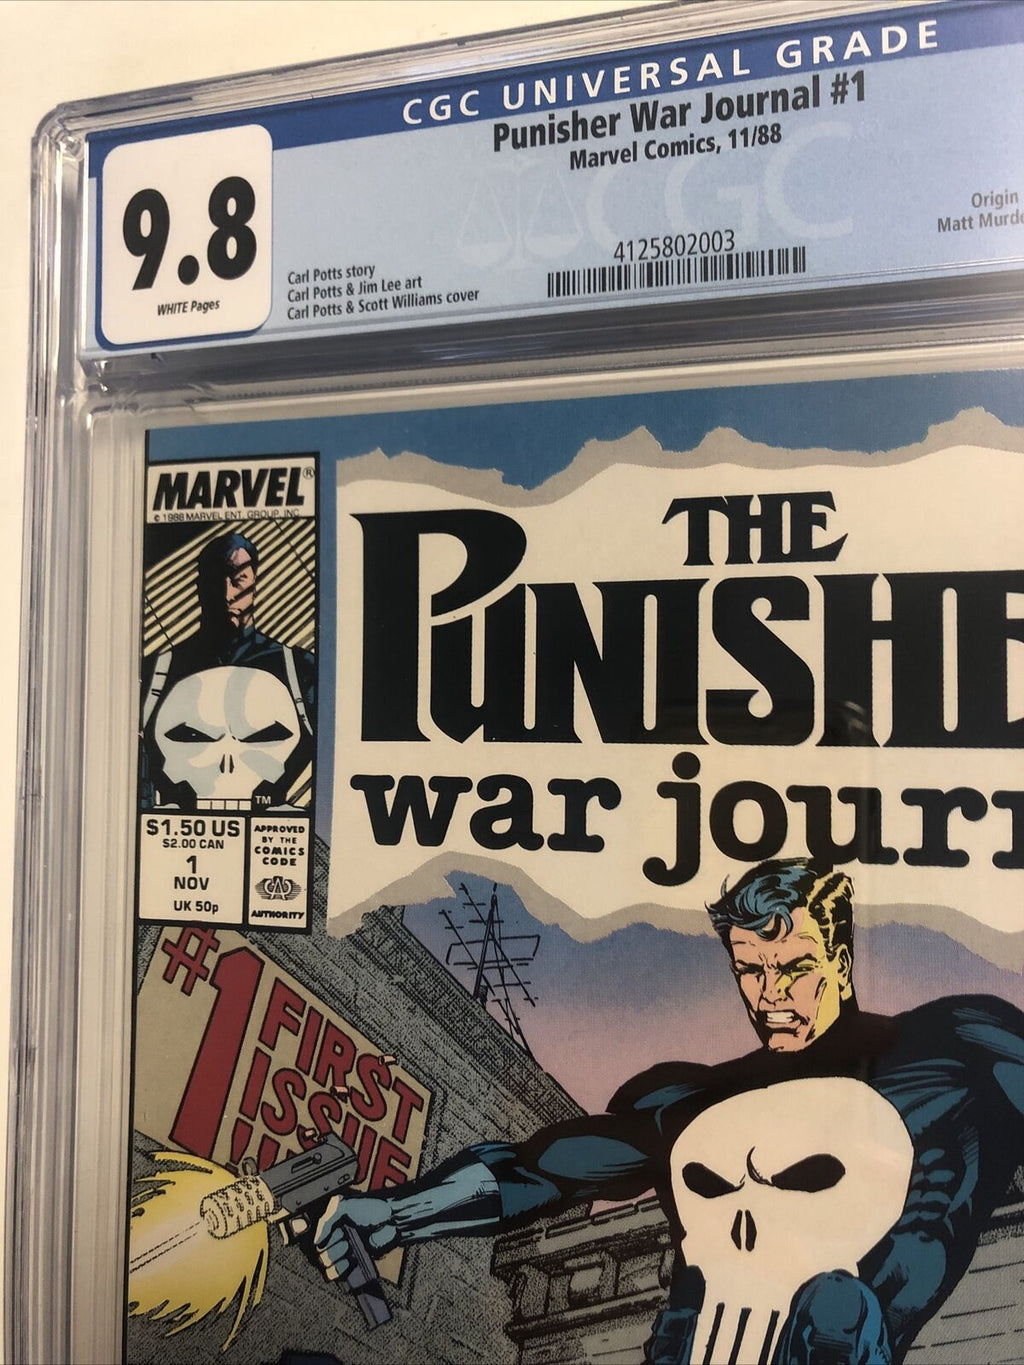 CGC UNIVERSAL GRADE
Punisher War Journal #1
Marvel Comics, 11/88
9.8
WHITE Pages
CGC
Origin
Matt Murdo
4125802003
Carl Potts story
Carl Potts & Jim Lee art
Carl Potts & Scott Williams cover
MARVEL®
© 1988 MARVEL ENT. GROUP, INC.
THE
PUNISHE
war journ
TM
$1.50 US
$2.00 CAN
1
NOV
UK 50p
APPROVED
BY THE
COMICS
CODE
CA
AUTHORITY
#1
FIRST
ISSUE